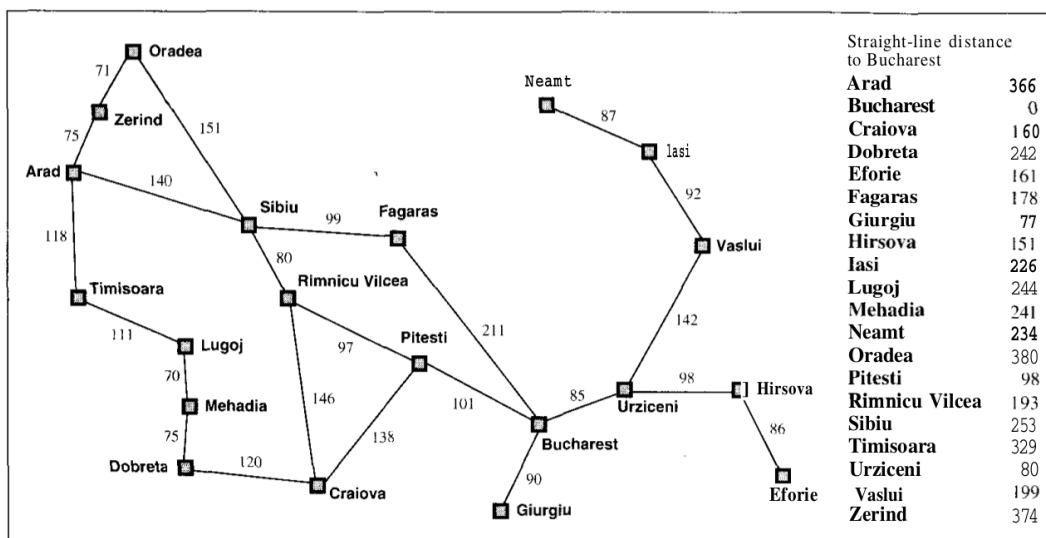 Oradea
71
Neamt
87
Zerind
151
Iasi
75
Arad
140
92
Sibiu
99
Fagaras
118
80
Vaslui
Timisoara
Rimnicu Vilcea
142
111
211
Lugoj
97
Pitesti
70
Mehadia
146
101
85
98
Hirsova
Urziceni
75
138
Bucharest
86
Dobreta
120
90
Craiova
Giurgiu
Eforie
Straight-line distance
to Bucharest
Arad 366
Bucharest 0
Craiova 160
Dobreta 242
Eforie 161
Fagaras 178
Giurgiu 77
Hirsova 151
Iasi 226
Lugoj 244
Mehadia 241
Neamt 234
Oradea 380
Pitesti 98
Rimnicu Vilcea 193
Sibiu 253
Timisoara 329
Urziceni 80
Vaslui 199
Zerind 374